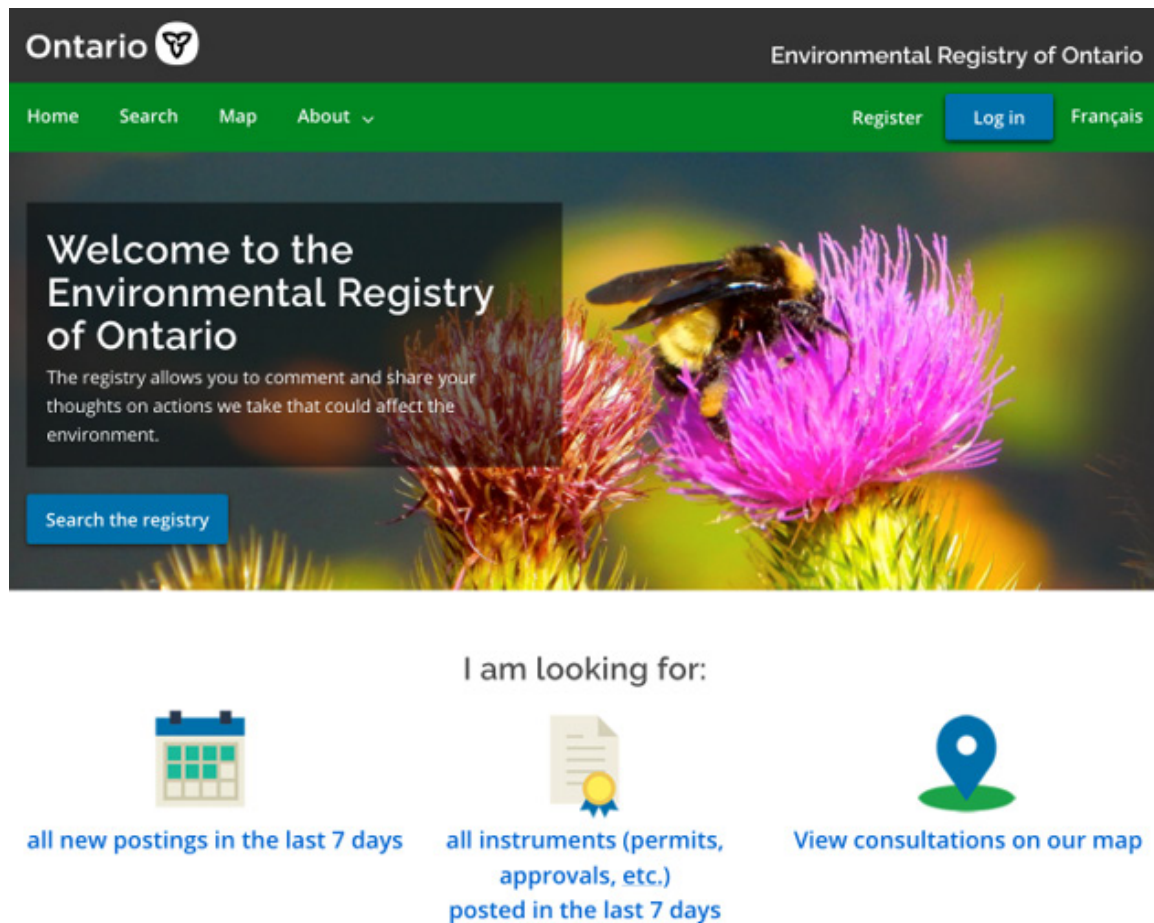 Ontario
Environmental Registry of Ontario
Home Search Map About Register Log in Français
Welcome to the
Environmental Registry
of Ontario
The registry allows you to comment and share your
thoughts on actions we take that could affect the
environment.
Search the registry
I am looking for:
all new postings in the last 7 days
all instruments (permits,
approvals, etc.)
posted in the last 7 days
View consultations on our map